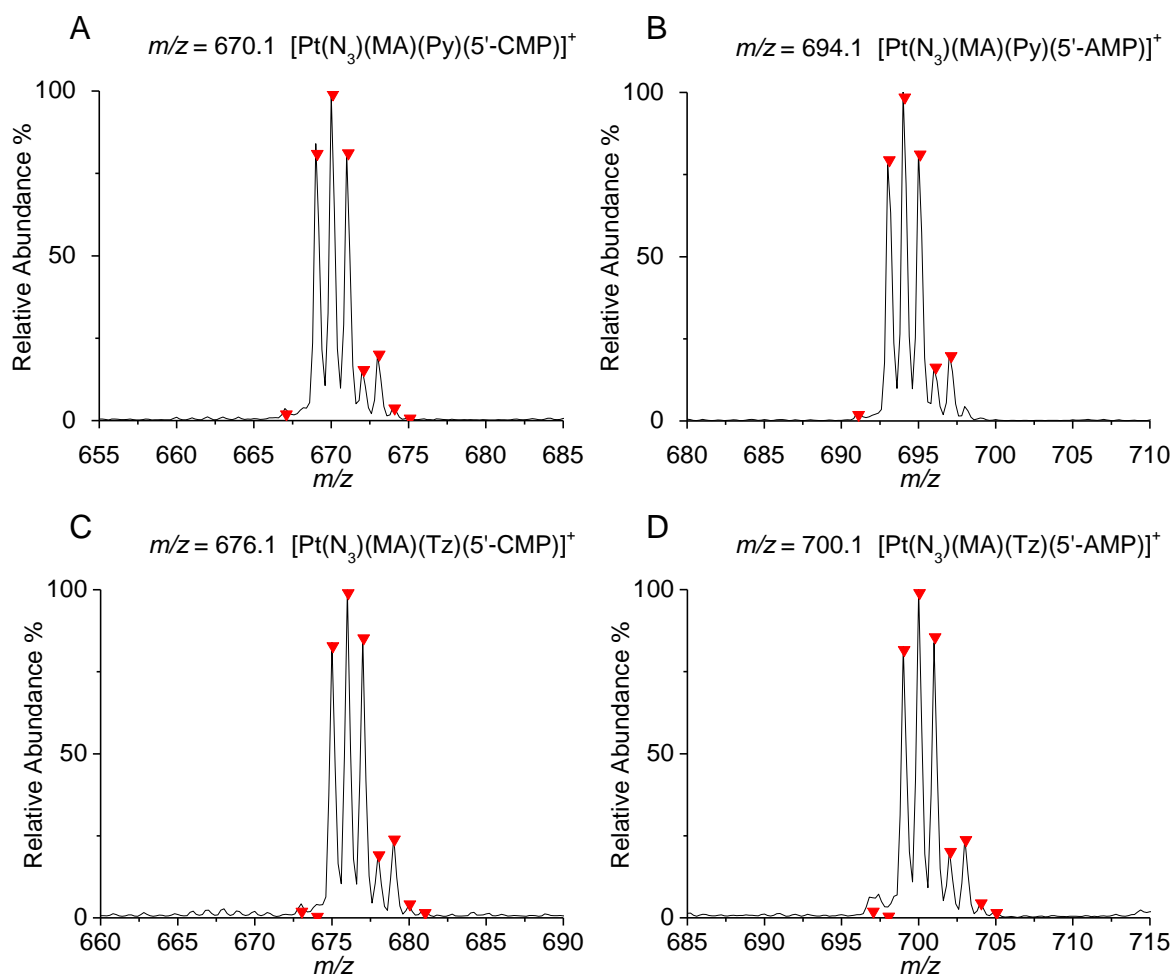 A
m/z = 670.1 [Pt(N3)(MA)(Py)(5'-CMP)]+
100
50
0
Relative Abundance %
655 660 665 670 675 680 685
m/z
B
m/z = 694.1 [Pt(N3)(MA)(Py)(5'-AMP)]+
100
50
0
Relative Abundance %
680 685 690 695 700 705 710
m/z
C
m/z = 676.1 [Pt(N3)(MA)(Tz)(5'-CMP)]+
100
50
0
Relative Abundance %
660 665 670 675 680 685 690
m/z
D
m/z = 700.1 [Pt(N3)(MA)(Tz)(5'-AMP)]+
100
50
0
Relative Abundance %
685 690 695 700 705 710 715
m/z